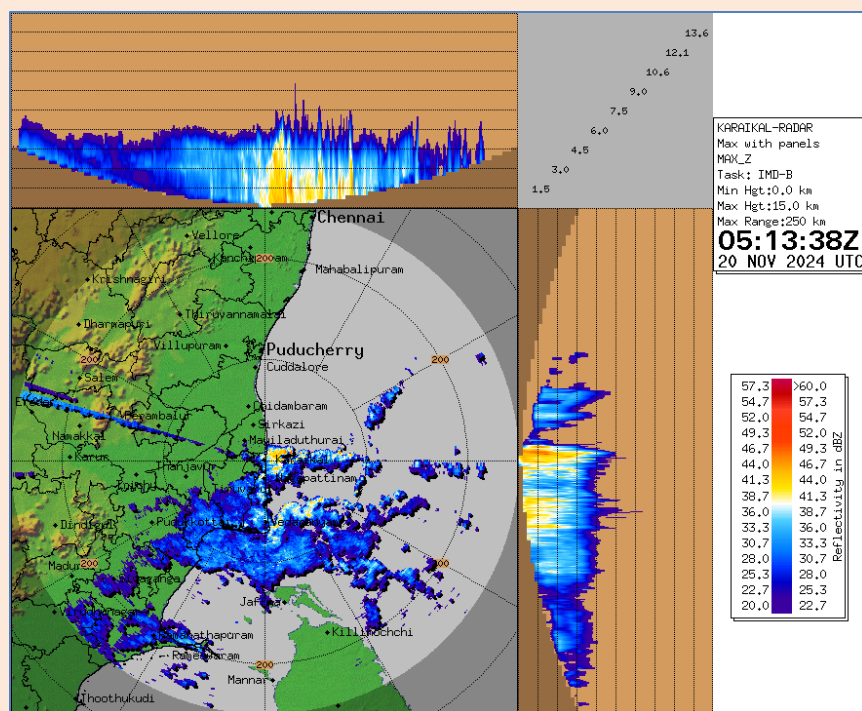 13.6
12.1
10.6
9.0
7.5
6.0
4.5
3.0
1.5
KARAIKAL-RADAR
Max with panels
MAX_Z
Task: IMD-B
Min Hgt:0.0 km
Max Hgt:15.0 km
Max Range:250 km
05:13:38Z
20 NOV 2024 UTC
Chennai
Vellore
200
Mahabalipuram
Krishnagiri
Thiruvannamalai
Dharmapuri
Villupuram
Puducherry
200
200
Cuddalore
Salem
Erode
Chidambaram
Perambalur
Sirkazi
Namakkal
Mayiladuthurai
Karur
Thanjavur
Nagapattinam
Pudukkottai
Dindigul
200
200
Madurai
Sivaganga
Jaffna
Virudhunagar
Killinochchi
Ramanathapuram
Rameswaram
200
Mannar
Thoothukudi
57.3 >60.0
54.7 57.3
52.0 54.7
49.3 52.0
46.7 49.3
44.0 46.7
41.3 44.0
38.7 41.3
36.0 38.7
33.3 36.0
30.7 33.3
28.0 30.7
25.3 28.0
22.7 25.3
20.0 22.7
Reflectivity in dBZ